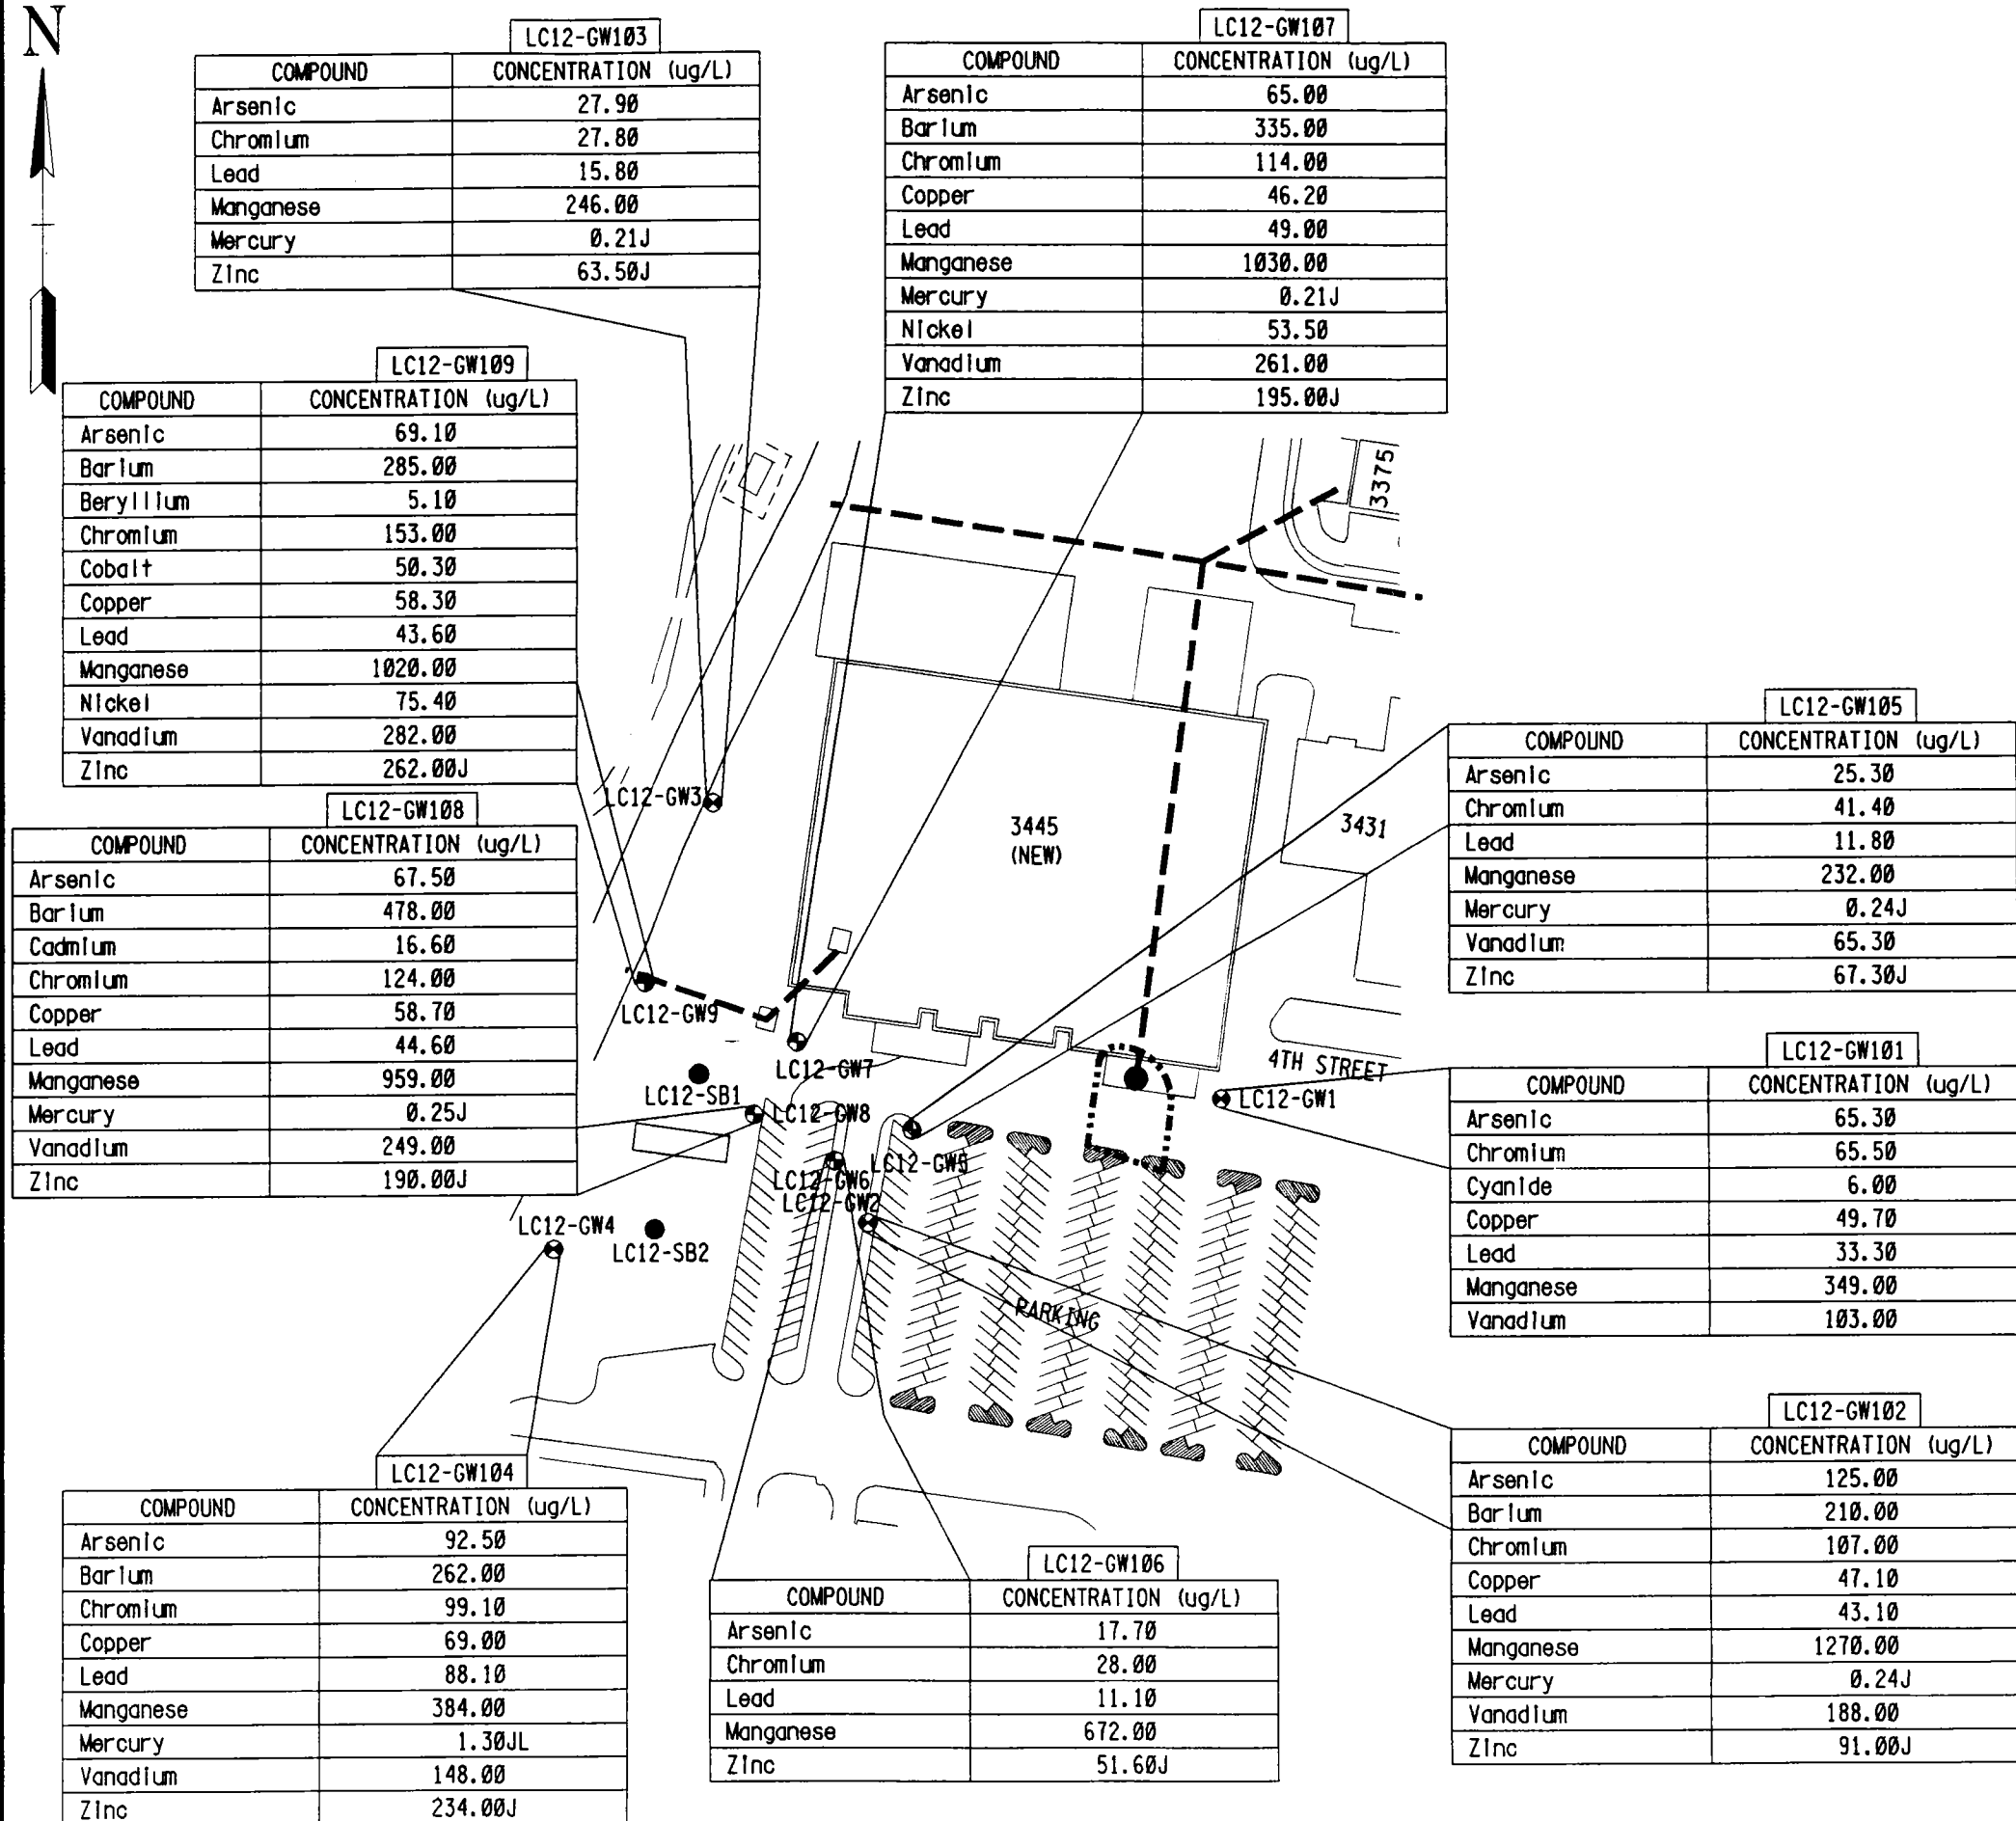 N
LC12-GW103
COMPOUND CONCENTRATION (ug/L)
Arsenic 27.90
Chromium 27.80
Lead 15.80
Manganese 246.00
Mercury 0.21J
Zinc 63.50J
LC12-GW107
COMPOUND CONCENTRATION (ug/L)
Arsenic 65.00
Barium 335.00
Chromium 114.00
Copper 46.20
Lead 49.00
Manganese 1030.00
Mercury 0.21J
Nickel 53.50
Vanadium 261.00
Zinc 195.00J
LC12-GW109
COMPOUND CONCENTRATION (ug/L)
Arsenic 69.10
Barium 285.00
Beryllium 5.10
Chromium 153.00
Cobalt 50.30
Copper 58.30
Lead 43.60
Manganese 1020.00
Nickel 75.40
Vanadium 282.00
Zinc 262.00J
LC12-GW108
COMPOUND CONCENTRATION (ug/L)
Arsenic 67.50
Barium 478.00
Cadmium 16.60
Chromium 124.00
Copper 58.70
Lead 44.60
Manganese 959.00
Mercury 0.25J
Vanadium 249.00
Zinc 190.00J
3375
LC12-GW3
3445
(NEW)
3431
LC12-GW9
LC12-GW7
4TH STREET
LC12-SB1
LC12-GW8
LC12-GW1
LC12-GW5
LC12-GW6
LC12-GW2
LC12-GW4
LC12-SB2
PARKING
LC12-GW105
COMPOUND CONCENTRATION (ug/L)
Arsenic 25.30
Chromium 41.40
Lead 11.80
Manganese 232.00
Mercury 0.24J
Vanadium 65.30
Zinc 67.30J
LC12-GW101
COMPOUND CONCENTRATION (ug/L)
Arsenic 65.30
Chromium 65.50
Cyanide 6.00
Copper 49.70
Lead 33.30
Manganese 349.00
Vanadium 103.00
LC12-GW102
COMPOUND CONCENTRATION (ug/L)
Arsenic 125.00
Barium 210.00
Chromium 107.00
Copper 47.10
Lead 43.10
Manganese 1270.00
Mercury 0.24J
Vanadium 188.00
Zinc 91.00J
LC12-GW104
COMPOUND CONCENTRATION (ug/L)
Arsenic 92.50
Barium 262.00
Chromium 99.10
Copper 69.00
Lead 88.10
Manganese 384.00
Mercury 1.30JL
Vanadium 148.00
Zinc 234.00J
LC12-GW106
COMPOUND CONCENTRATION (ug/L)
Arsenic 17.70
Chromium 28.00
Lead 11.10
Manganese 672.00
Zinc 51.60J